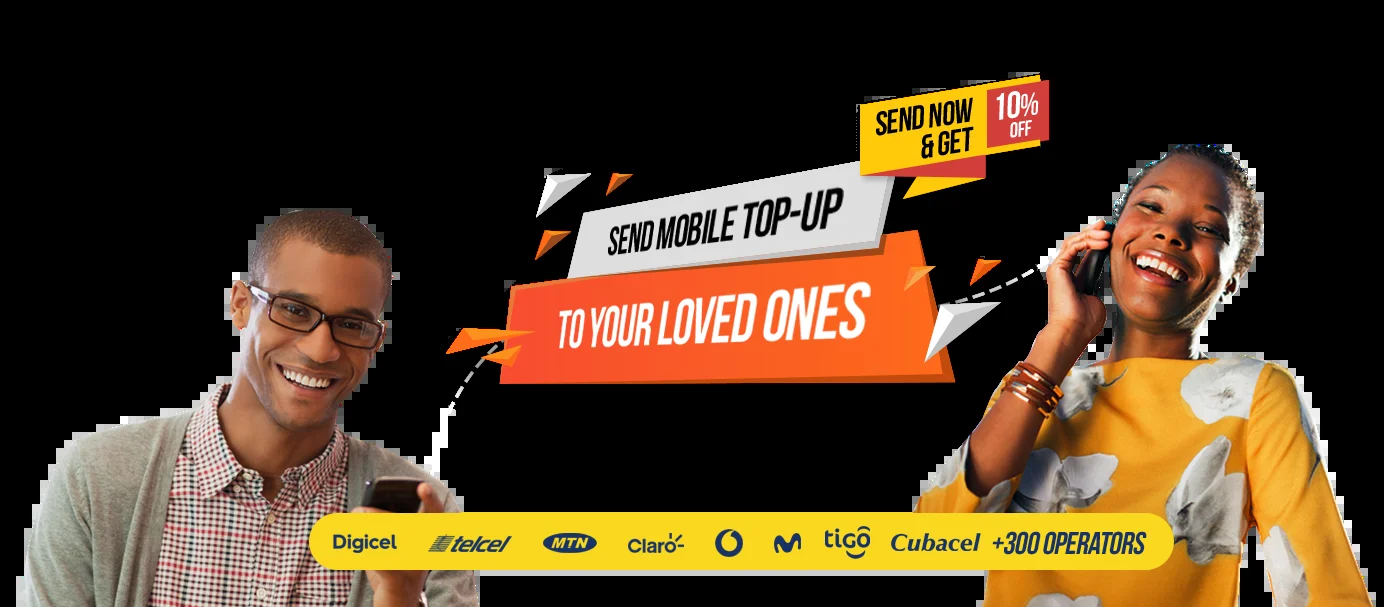 SEND NOW
& GET
10%
OFF
SEND MOBILE TOP-UP
TO YOUR LOVED ONES
Digicel telcel MTN Claro tigo Cubacel +300 OPERATORS